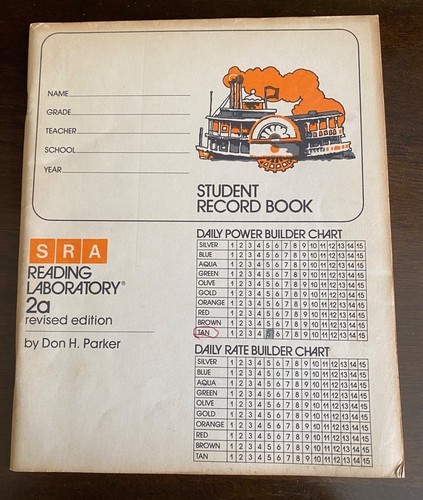 NAME
GRADE
TEACHER
SCHOOL
YEAR
STUDENT
RECORD BOOK
SRA
READING
LABORATORY®
2a
revised edition
by Don H. Parker
DAILY POWER BUILDER CHART
SILVER 1 2 3 4 5 6 7 8 9 10 11 12 13 14 15
BLUE 1 2 3 4 5 6 7 8 9 10 11 12 13 14 15
AQUA 1 2 3 4 5 6 7 8 9 10 11 12 13 14 15
GREEN 1 2 3 4 5 6 7 8 9 10 11 12 13 14 15
OLIVE 1 2 3 4 5 6 7 8 9 10 11 12 13 14 15
GOLD 1 2 3 4 5 6 7 8 9 10 11 12 13 14 15
ORANGE 1 2 3 4 5 6 7 8 9 10 11 12 13 14 15
RED 1 2 3 4 5 6 7 8 9 10 11 12 13 14 15
BROWN 1 2 3 4 5 6 7 8 9 10 11 12 13 14 15
TAN 1 2 3 4 5 6 7 8 9 10 11 12 13 14 15
DAILY RATE BUILDER CHART
SILVER 1 2 3 4 5 6 7 8 9 10 11 12 13 14 15
BLUE 1 2 3 4 5 6 7 8 9 10 11 12 13 14 15
AQUA 1 2 3 4 5 6 7 8 9 10 11 12 13 14 15
GREEN 1 2 3 4 5 6 7 8 9 10 11 12 13 14 15
OLIVE 1 2 3 4 5 6 7 8 9 10 11 12 13 14 15
GOLD 1 2 3 4 5 6 7 8 9 10 11 12 13 14 15
ORANGE 1 2 3 4 5 6 7 8 9 10 11 12 13 14 15
RED 1 2 3 4 5 6 7 8 9 10 11 12 13 14 15
BROWN 1 2 3 4 5 6 7 8 9 10 11 12 13 14 15
TAN 1 2 3 4 5 6 7 8 9 10 11 12 13 14 15